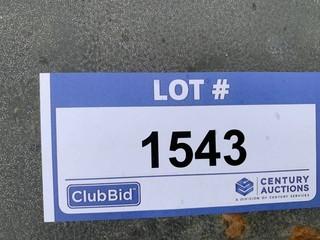 LOT #
1543
ClubBid
CENTURY
AUCTIONS
A DIVISION OF CENTURY SERVICES